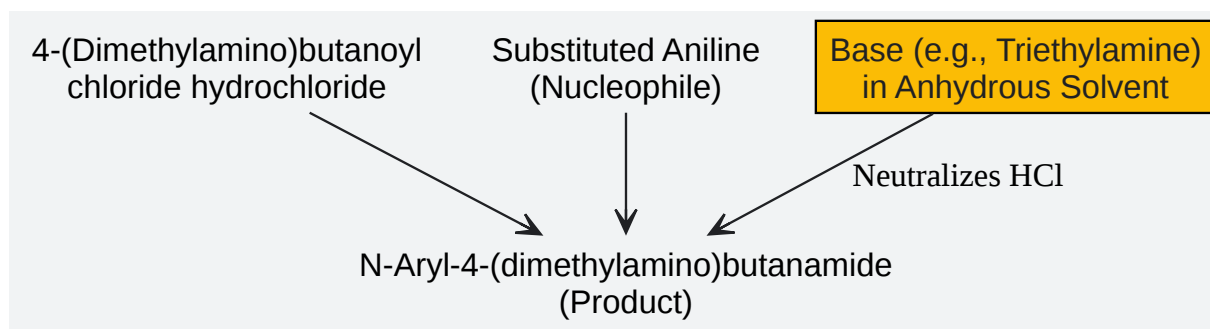 4-(Dimethylamino)butanoyl
chloride hydrochloride
Substituted Aniline
(Nucleophile)
Base (e.g., Triethylamine)
in Anhydrous Solvent
Neutralizes HCl
N-Aryl-4-(dimethylamino)butanamide
(Product)